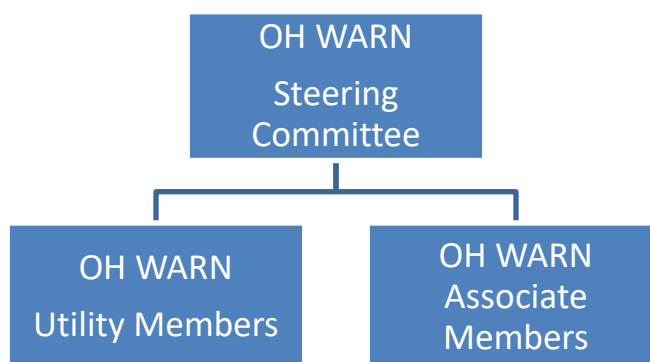 OH WARN
Steering
Committee
OH WARN
Utility Members
OH WARN
Associate
Members